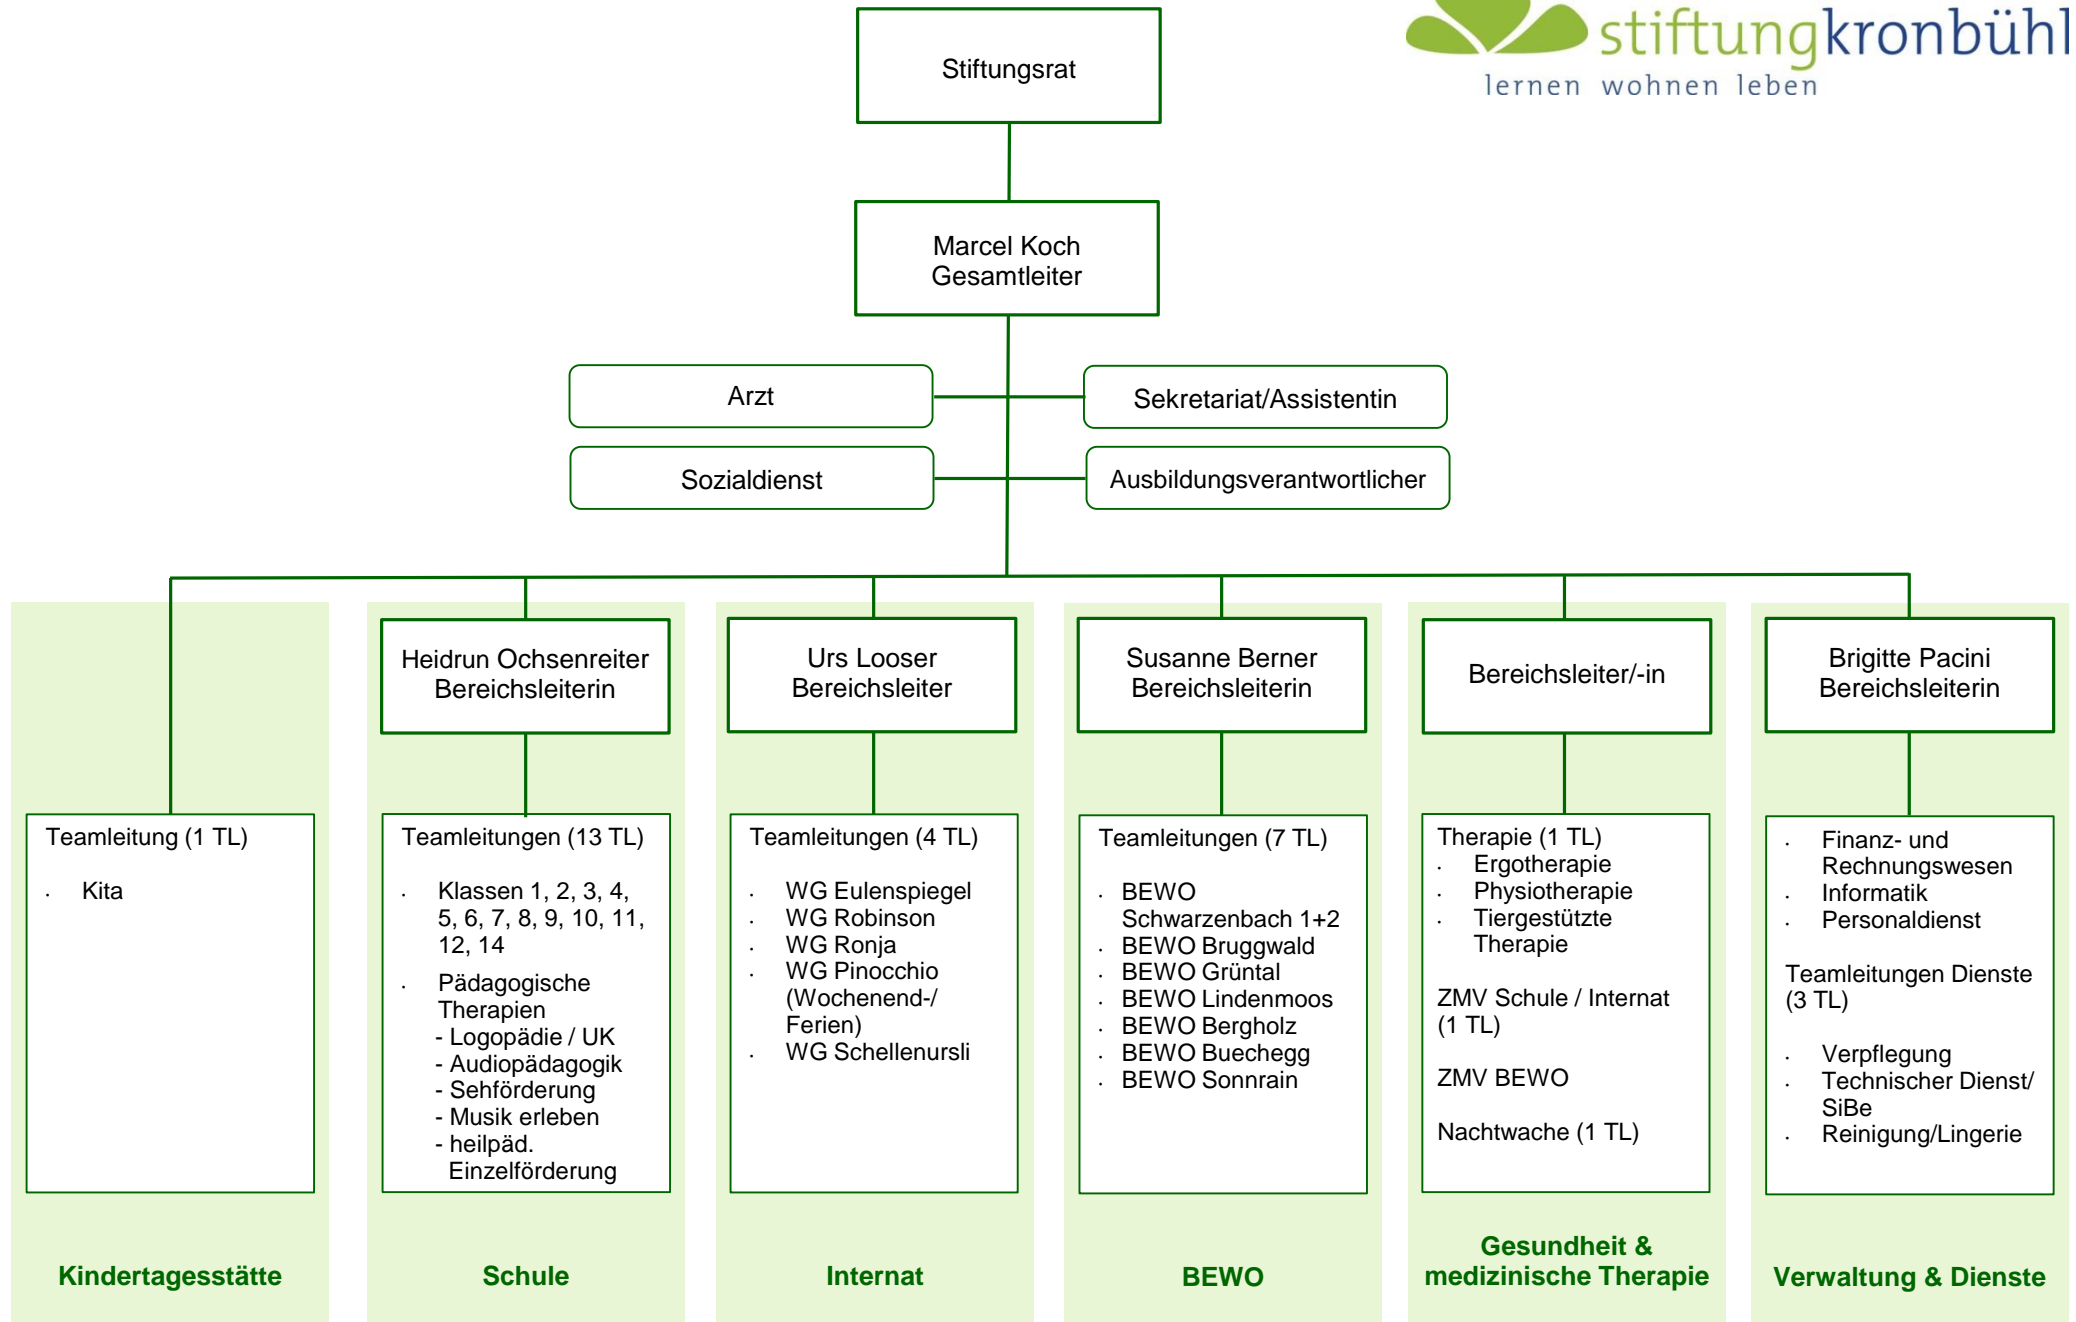 stiftungkronbühl
lernen wohnen leben
Stiftungsrat
Marcel Koch
Gesamtleiter
Arzt
Sekretariat/Assistentin
Sozialdienst
Ausbildungsverantwortlicher
Heidrun Ochsenreiter
Bereichsleiterin
Urs Looser
Bereichsleiter
Susanne Berner
Bereichsleiterin
Bereichsleiter/-in
Brigitte Pacini
Bereichsleiterin
Teamleitung (1 TL)
· Kita
Kindertagesstätte
Teamleitungen (13 TL)
· Klassen 1, 2, 3, 4,
5, 6, 7, 8, 9, 10, 11,
12, 14
· Pädagogische
Therapien
- Logopädie / UK
- Audiopädagogik
- Sehförderung
- Musik erleben
- heilpäd.
Einzelförderung
Schule
Teamleitungen (4 TL)
· WG Eulenspiegel
· WG Robinson
· WG Ronja
· WG Pinocchio
(Wochenend-/
Ferien)
· WG Schellenursli
Internat
Teamleitungen (7 TL)
· BEWO
Schwarzenbach 1+2
· BEWO Bruggwald
· BEWO Grüntal
· BEWO Lindenmoos
· BEWO Bergholz
· BEWO Buechegg
· BEWO Sonnrain
BEWO
Therapie (1 TL)
· Ergotherapie
· Physiotherapie
· Tiergestützte
Therapie
ZMV Schule / Internat
(1 TL)
ZMV BEWO
Nachtwache (1 TL)
Gesundheit &
medizinische Therapie
· Finanz- und
Rechnungswesen
· Informatik
· Personaldienst
Teamleitungen Dienste
(3 TL)
· Verpflegung
· Technischer Dienst/
SiBe
· Reinigung/Lingerie
Verwaltung & Dienste